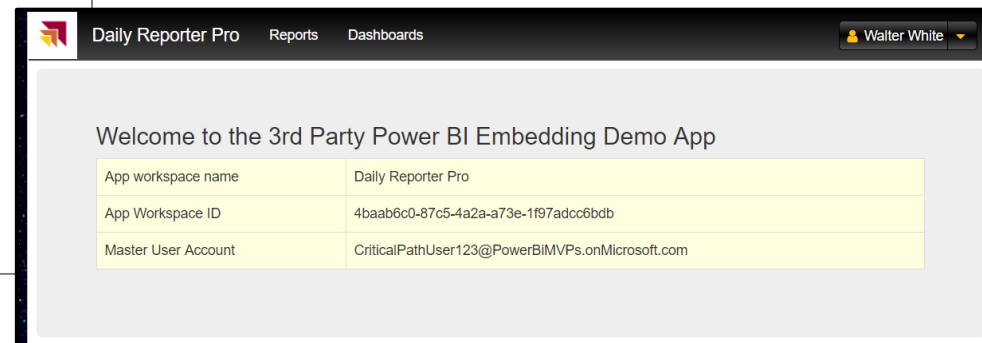 Daily Reporter Pro Reports Dashboards Walter White
Welcome to the 3rd Party Power BI Embedding Demo App
App workspace name Daily Reporter Pro
App Workspace ID 4baab6c0-87c5-4a2a-a73e-1f97adcc6bdb
Master User Account CriticalPathUser123@PowerBiMVPs.onMicrosoft.com